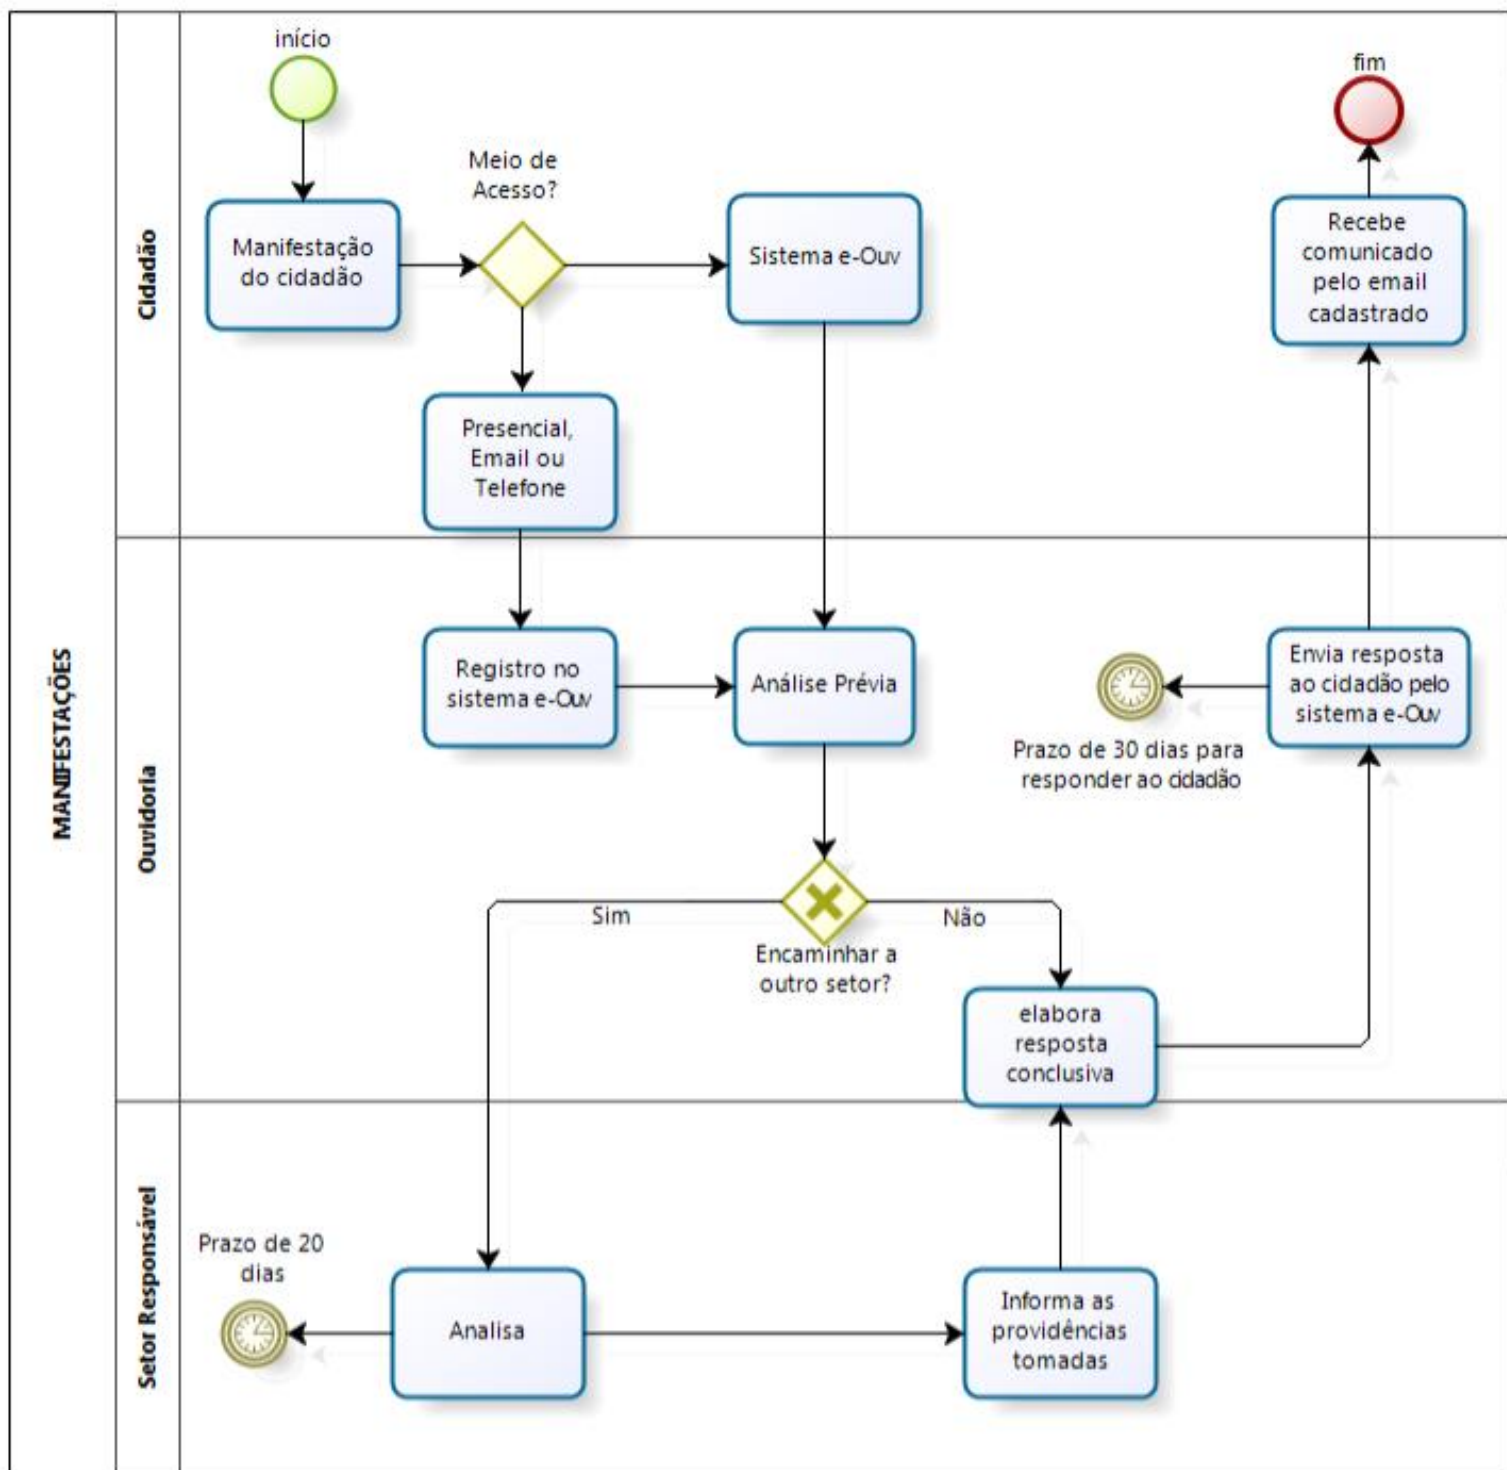 MANIFESTAÇÕES
Cidadão
início
Manifestação
do cidadão
Meio de
Acesso?
Sistema e-Ouv
Presencial,
Email ou
Telefone
fim
Recebe
comunicado
pelo email
cadastrado
Ouvidoria
Registro no
sistema e-Ouv
Análise Prévia
Prazo de 30 dias para
responder ao cidadão
Envia resposta
ao cidadão pelo
sistema e-Ouv
Sim
Não
Encaminhar a
outro setor?
elabora
resposta
conclusiva
Setor Responsável
Prazo de 20
dias
Analisa
Informa as
providências
tomadas